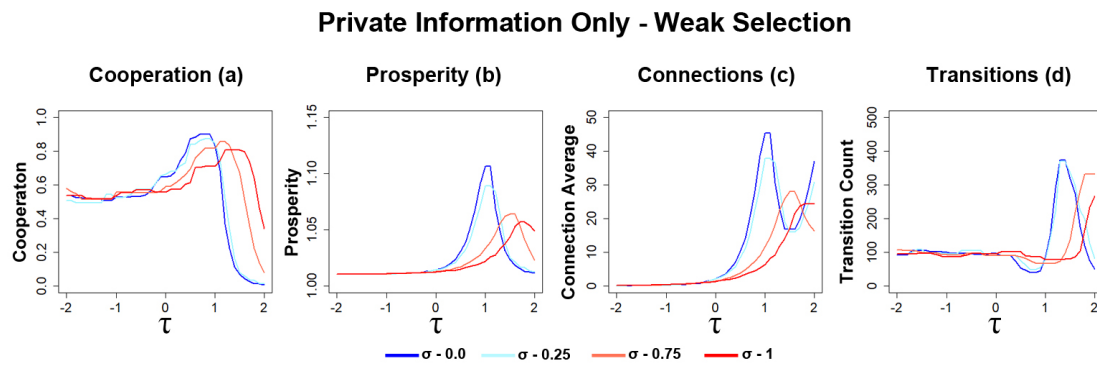 Private Information Only - Weak Selection
Cooperation (a)
Prosperity (b)
Connections (c)
Transitions (d)
Cooperaton
0.0 0.2 0.4 0.6 0.8 1.0
-2 -1 0 1 2
τ
Prosperity
1.00 1.05 1.10 1.15
-2 -1 0 1 2
τ
Connection Average
0 10 20 30 40 50
-2 -1 0 1 2
τ
Transition Count
0 100 200 300 400 500
-2 -1 0 1 2
τ
σ - 0.0 σ - 0.25 σ - 0.75 σ - 1